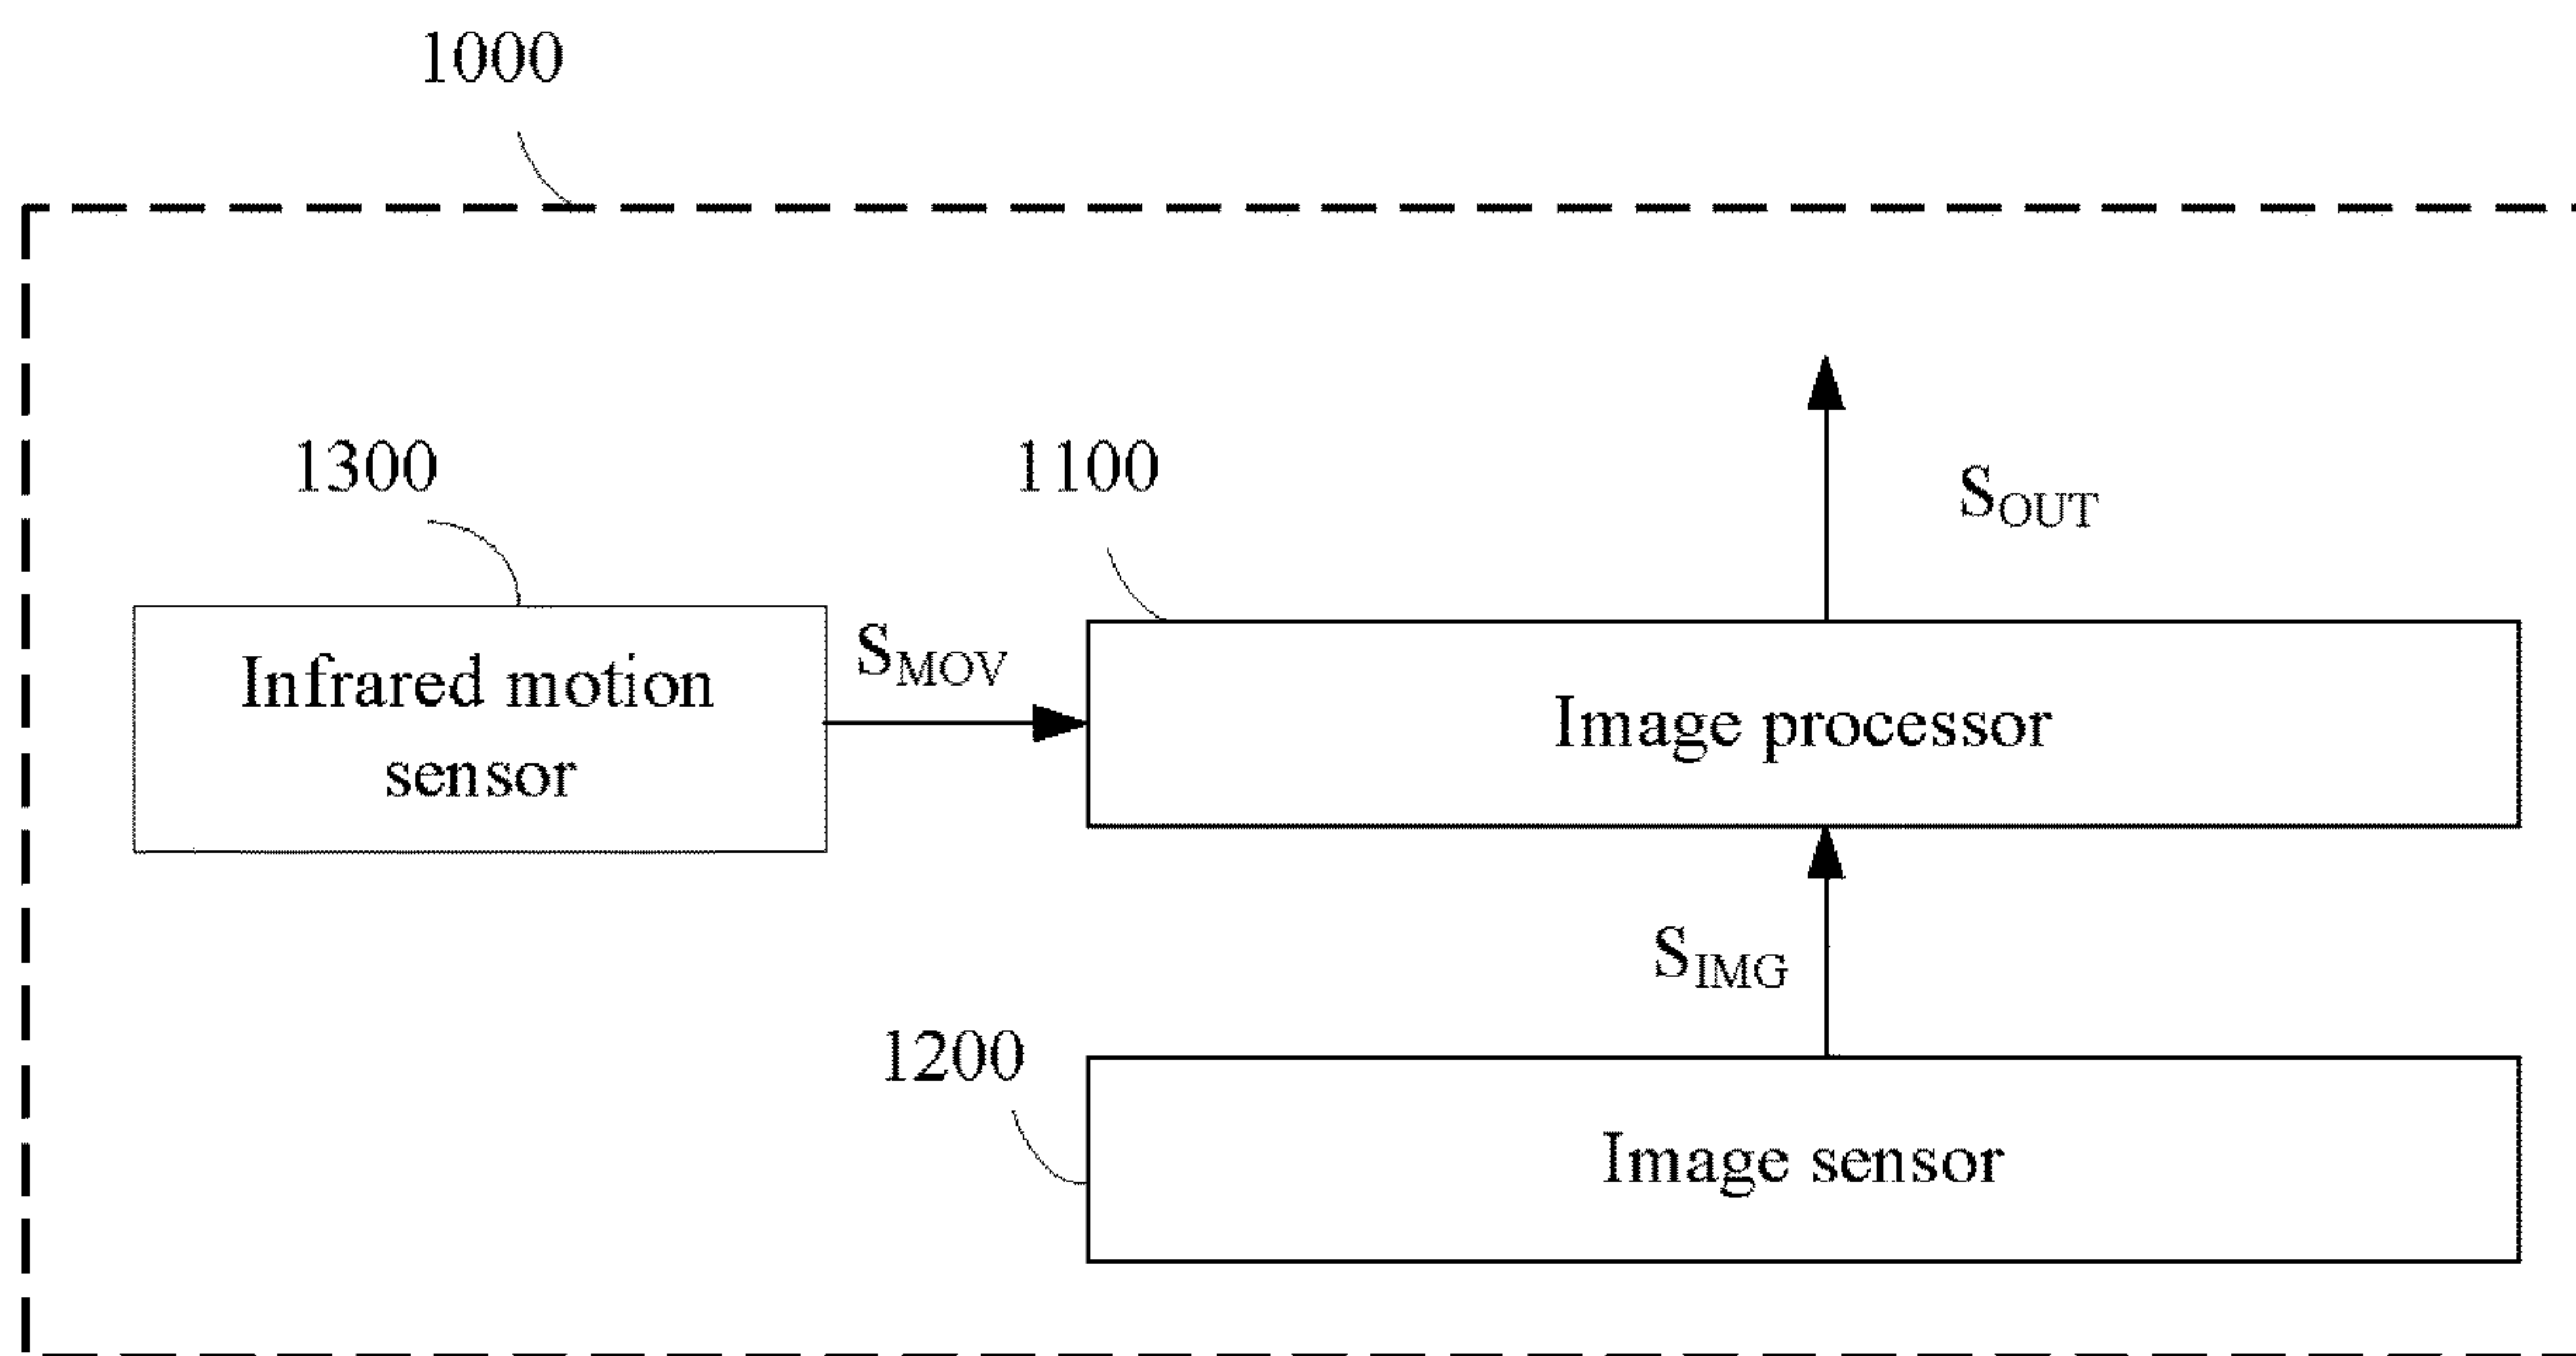 1000
1300
1100
S_OUT
Infrared motion
sensor
S_MOV
Image processor
S_IMG
1200
Image sensor